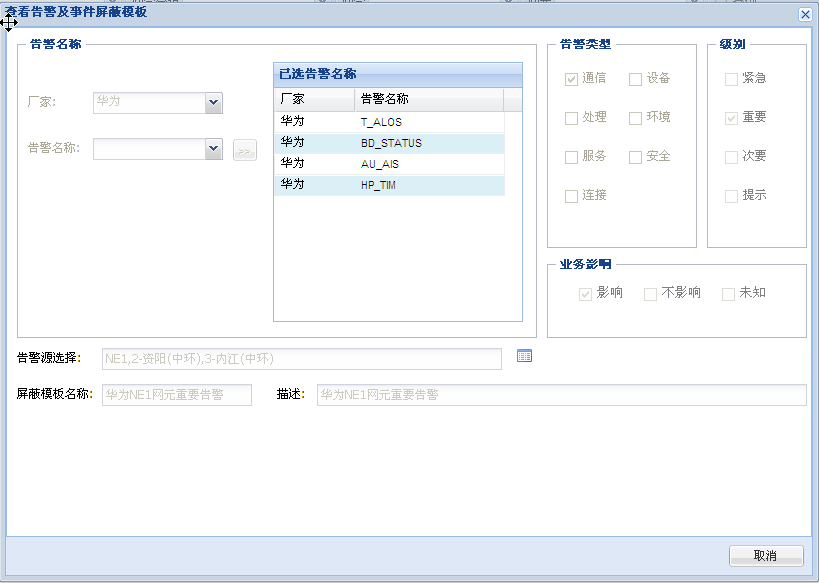 查看告警及事件屏蔽模板
告警名称
厂家: 华为
告警名称: >>
已选告警名称
厂家 告警名称
华为 T_ALOS
华为 BD_STATUS
华为 AU_AIS
华为 HP_TIM
告警类型
通信 设备
处理 环境
服务 安全
连接
级别
紧急
重要
次要
提示
业务影响
影响 不影响 未知
告警源选择: NE1,2-资阳(中环),3-内江(中环)
屏蔽模板名称: 华为NE1网元重要告警 描述: 华为NE1网元重要告警
取消